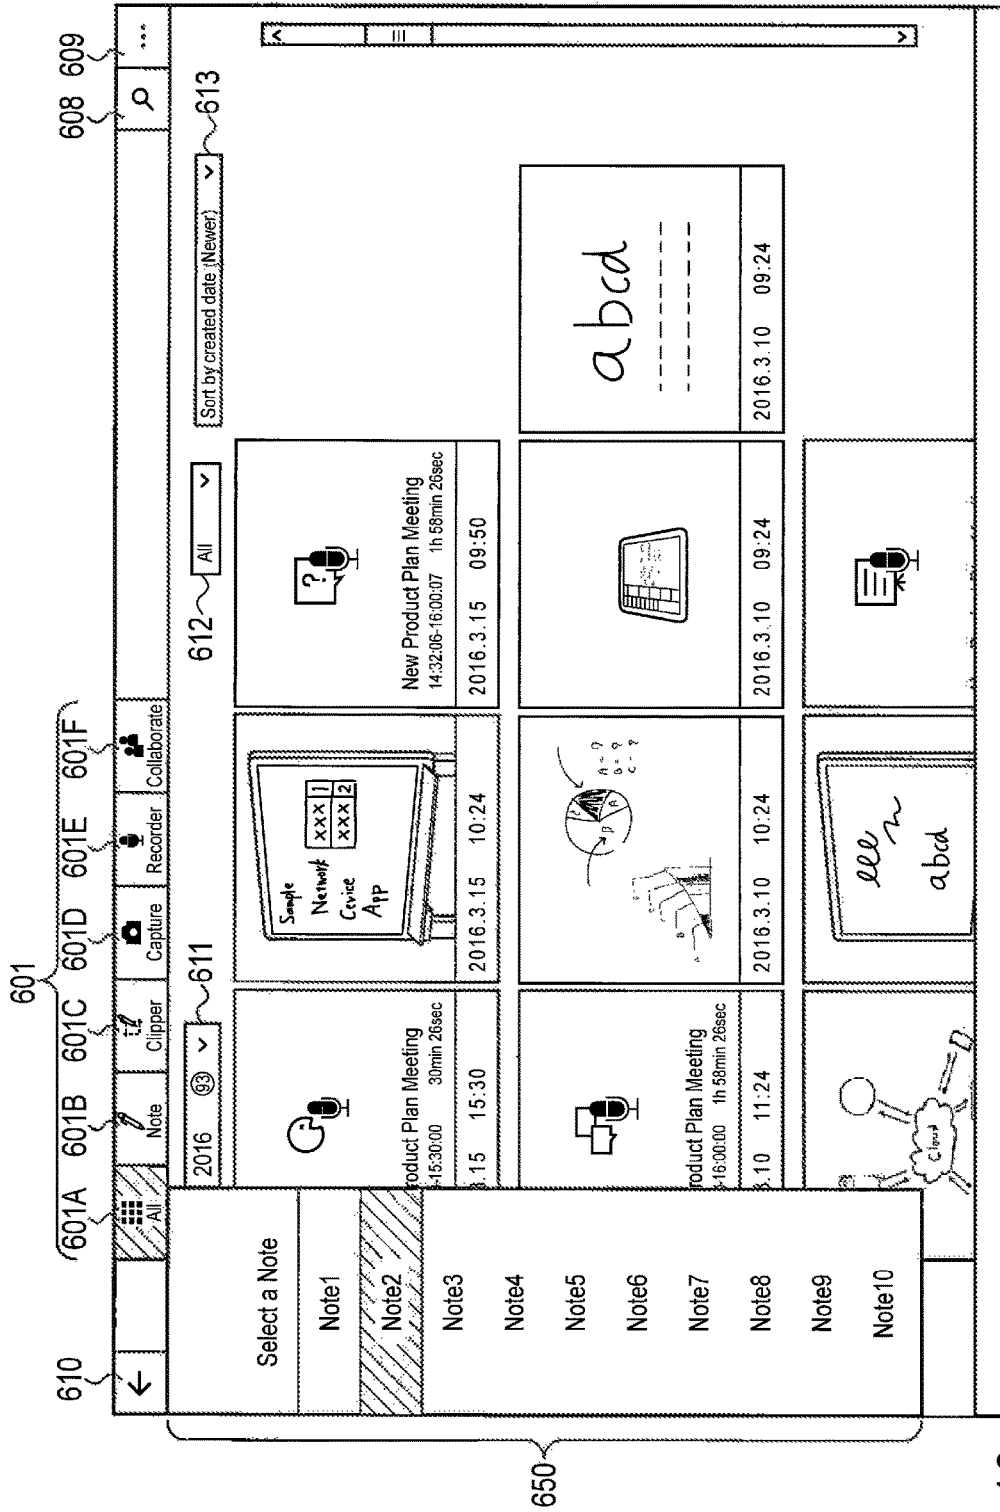 601
610 601A 601B 601C 601D 601E 601F 608 609
All Note Clipper Capture Recorder Collaborate ...
611 612 613
2016 93 All Sort by created date (Newer)
650
Select a Note
Note1
Note2
Note3
Note4
Note5
Note6
Note7
Note8
Note9
Note10
roduct Plan Meeting
-15:30:00 30min 26sec
.15 15:30
Sample
Network
Cevice
App
xxx 1
xxx 2
2016.3.15 10:24
?
New Product Plan Meeting
14:32:06-16:00:07 1h 58min 26sec
2016.3.15 09:50
roduct Plan Meeting
-16:00:00 1h 58min 26sec
.10 11:24
A - ?
B = ?
C - ?
B A
2016.3.10 10:24
2016.3.10 09:24
abcd
2016.3.10 09:24
Cloud
abcd